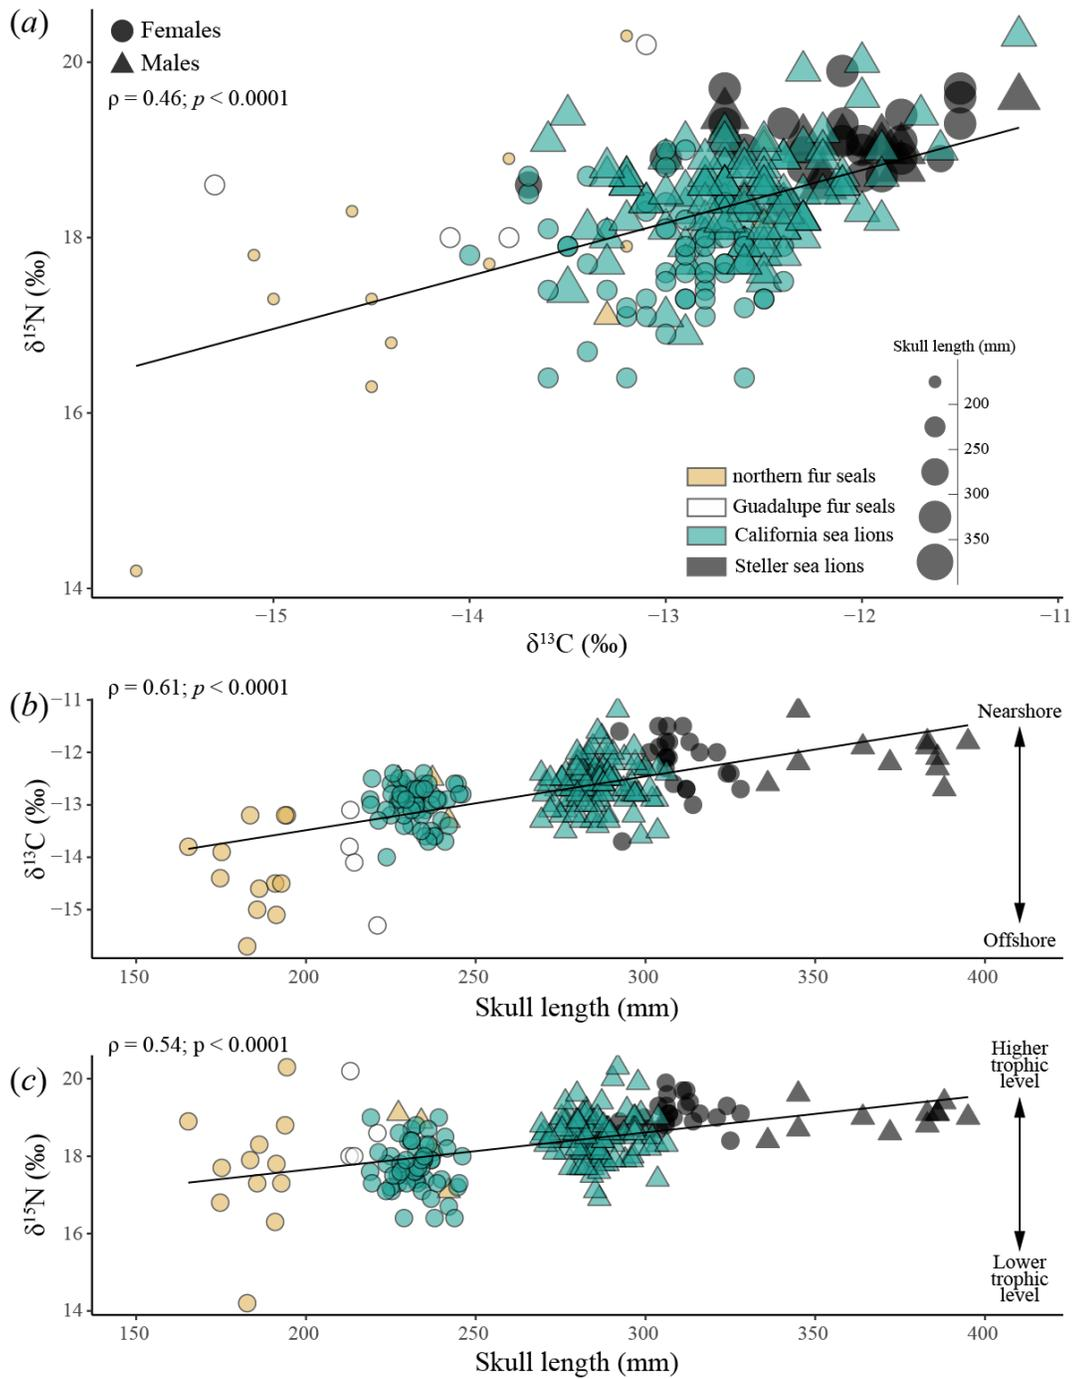 (a)
Females
Males
ρ = 0.46; p < 0.0001
20
18
16
14
δ¹⁵N (‰)
Skull length (mm)
200
250
300
350
northern fur seals
Guadalupe fur seals
California sea lions
Steller sea lions
−15
−14
−13
−12
−11
δ¹³C (‰)
(b)
ρ = 0.61; p < 0.0001
−11
−12
−13
−14
−15
δ¹³C (‰)
Nearshore
Offshore
150
200
250
300
350
400
Skull length (mm)
(c)
ρ = 0.54; p < 0.0001
20
18
16
14
δ¹⁵N (‰)
Higher
trophic
level
Lower
trophic
level
150
200
250
300
350
400
Skull length (mm)